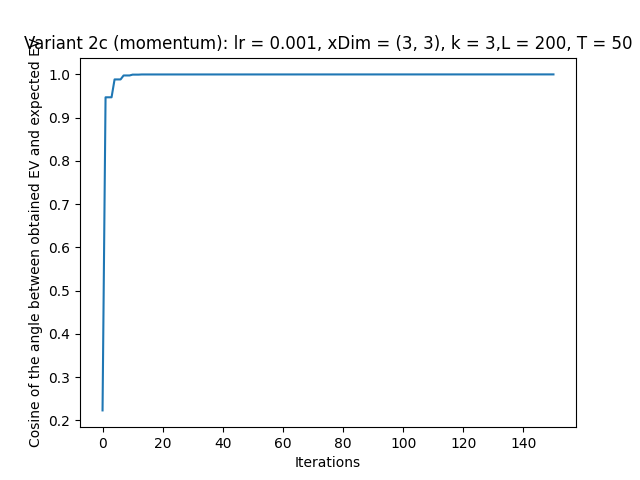 Variant 2c (momentum): lr = 0.001, xDim = (3, 3), k = 3,L = 200, T = 50
Cosine of the angle between obtained EV and expected EV
1.0
0.9
0.8
0.7
0.6
0.5
0.4
0.3
0.2
0 20 40 60 80 100 120 140
Iterations